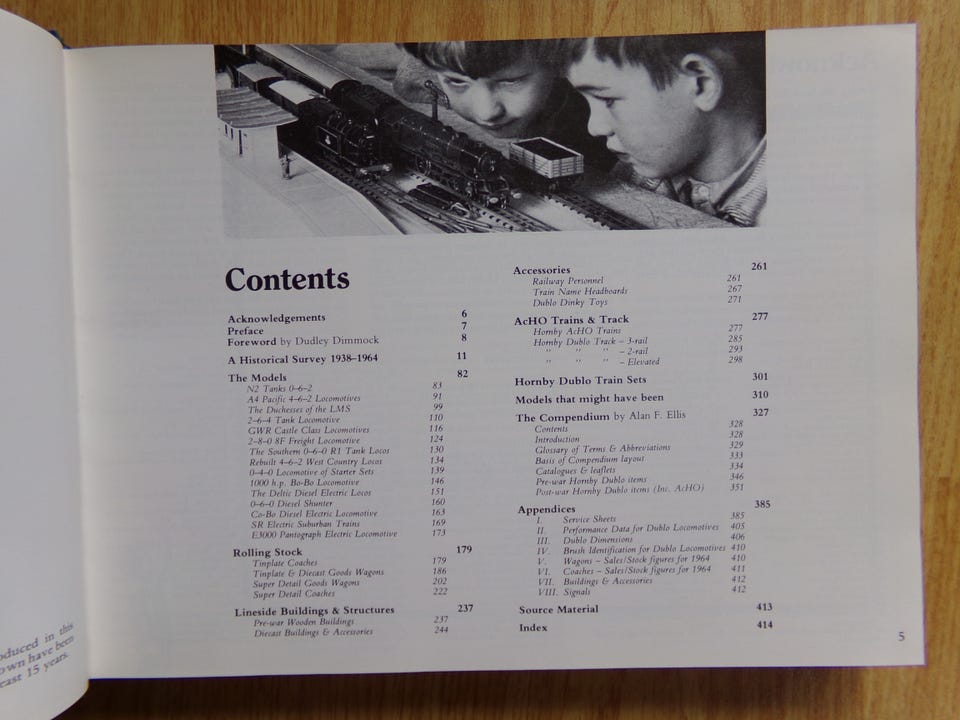 oduced in this
own have been
east 15 years.
Contents
Acknowledgements 6
Preface 7
Foreword by Dudley Dimmock 8
A Historical Survey 1938–1964 11
The Models 82
N2 Tanks 0–6–2 83
A4 Pacific 4–6–2 Locomotives 91
The Duchesses of the LMS 99
2–6–4 Tank Locomotive 110
GWR Castle Class Locomotives 116
2–8–0 8F Freight Locomotive 124
The Southern 0–6–0 R1 Tank Locos 130
Rebuilt 4–6–2 West Country Locos 134
0–4–0 Locomotive of Starter Sets 139
1000 h.p. Bo-Bo Locomotive 146
The Deltic Diesel Electric Locos 151
0–6–0 Diesel Shunter 160
Co-Bo Diesel Electric Locomotive 163
SR Electric Suburban Trains 169
E3000 Pantograph Electric Locomotive 173
Rolling Stock 179
Tinplate Coaches 179
Tinplate & Diecast Goods Wagons 186
Super Detail Goods Wagons 202
Super Detail Coaches 222
Lineside Buildings & Structures 237
Pre-war Wooden Buildings 237
Diecast Buildings & Accessories 244
Accessories 261
Railway Personnel 261
Train Name Headboards 267
Dublo Dinky Toys 271
AcHO Trains & Track 277
Hornby AcHO Trains 277
Hornby Dublo Track – 3-rail 285
" " " – 2-rail 293
" " " – Elevated 298
Hornby Dublo Train Sets 301
Models that might have been 310
The Compendium by Alan F. Ellis 327
Contents 328
Introduction 328
Glossary of Terms & Abbreviations 329
Basis of Compendium layout 333
Catalogues & leaflets 334
Pre-war Hornby Dublo items 346
Post-war Hornby Dublo items (Inc. AcHO) 351
Appendices 385
I. Service Sheets 385
II. Performance Data for Dublo Locomotives 405
III. Dublo Dimensions 406
IV. Brush Identification for Dublo Locomotives 410
V. Wagons – Sales/Stock figures for 1964 410
VI. Coaches – Sales/Stock figures for 1964 411
VII. Buildings & Accessories 412
VIII. Signals 412
Source Material 413
Index 414
5